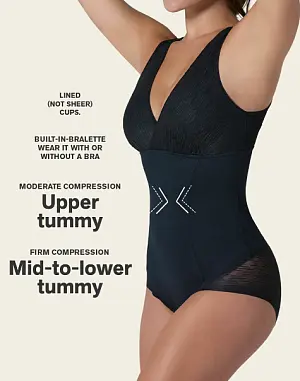 LINED
(NOT SHEER)
CUPS.
BUILT-IN-BRALETTE
WEAR IT WITH OR
WITHOUT A BRA
MODERATE COMPRESSION
Upper
tummy
FIRM COMPRESSION
Mid-to-lower
tummy